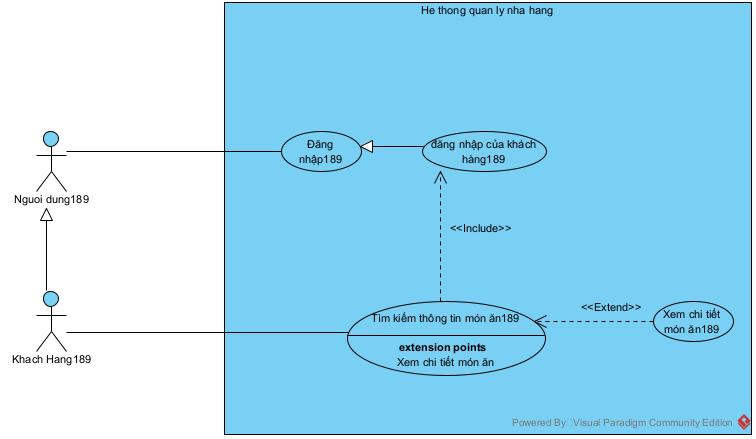 He thong quan ly nha hang
Đăng
nhập189
đăng nhập của khách
hàng189
Nguoi dung189
<<Include>>
Tìm kiếm thông tin món ăn189
<<Extend>>
Xem chi tiết
món ăn189
extension points
Xem chi tiết món ăn
Khach Hang189
Powered By Visual Paradigm Community Edition